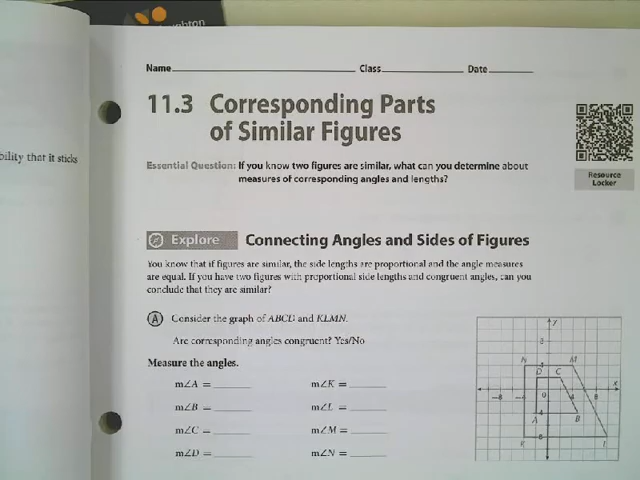 bility that it sticks
Name
Class
Date
11.3 Corresponding Parts
of Similar Figures
Resource
Locker
Essential Question: If you know two figures are similar, what can you determine about
measures of corresponding angles and lengths?
Explore Connecting Angles and Sides of Figures
You know that if figures are similar, the side lengths are proportional and the angle measures
are equal. If you have two figures with proportional side lengths and congruent angles, can you
conclude that they are similar?
A Consider the graph of ABCD and KLMN.
Are corresponding angles congruent? Yes/No
Measure the angles.
m∠A = m∠K =
m∠B = m∠L =
m∠C = m∠M =
m∠D = m∠N =
y
N M
D C
x
-8 0 8
A B
K L